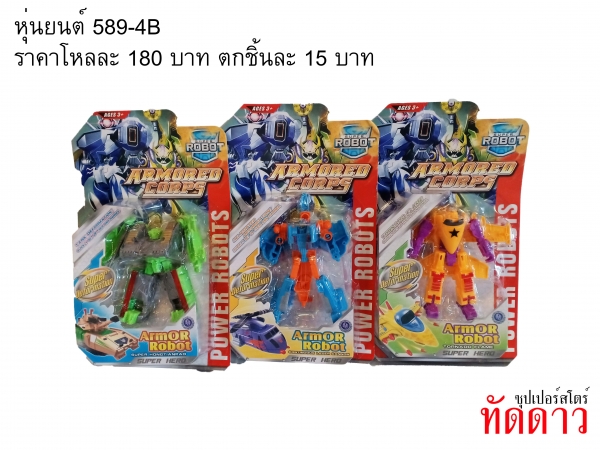 หุ่นยนต์ 589-4B
ราคาโหลละ 180 บาท ตกชิ้นละ 15 บาท
AGES 3+
ROBOT
ARMORED
CORPS
POWER ROBOTS
Super
ArmOR
Robot
SUPER HERO
ROBOT
ARMORED
CORPS
POWER ROBOTS
Super
ArmOR
Robot
SUPER HERO
AGES 3+
ROBOT
ARMORED
CORPS
POWER ROBOTS
Super
ArmOR
Robot
SUPER HERO
ซุปเปอร์สโตร์
ทัดดาว